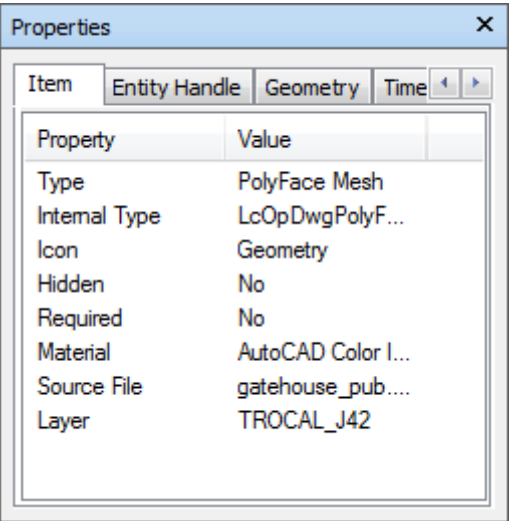 Properties
Item Entity Handle Geometry Time
Property Value
Type PolyFace Mesh
Internal Type LcOpDwgPolyF...
Icon Geometry
Hidden No
Required No
Material AutoCAD Color I...
Source File gatehouse_pub....
Layer TROCAL_J42